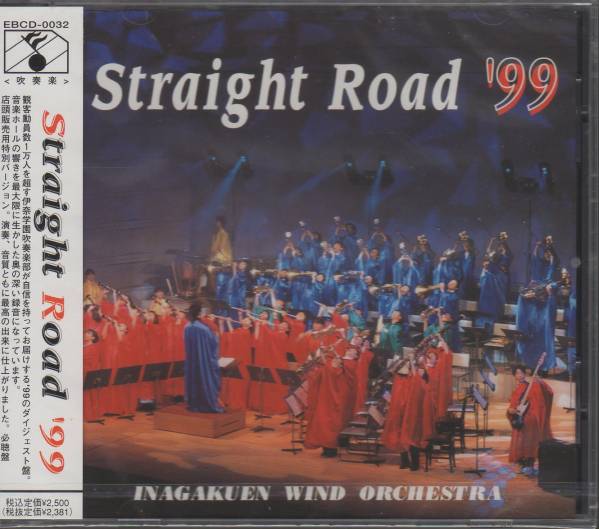 EBCD-0032
<吹奏楽>
Straight Road '99
観客動員数1万人を超す伊奈学園吹奏楽部が自信を持ってお届けする'99のダイジェスト盤。
音楽ホールの響きを最大限に生かした奥の深い録音になっています。
店頭販売用特別バージョン。演奏、音質ともに最高の出来に仕上がりました。必聴盤
税込定価¥2,500
(税抜定価¥2,381)
Straight Road '99
INAGAKUEN WIND ORCHESTRA